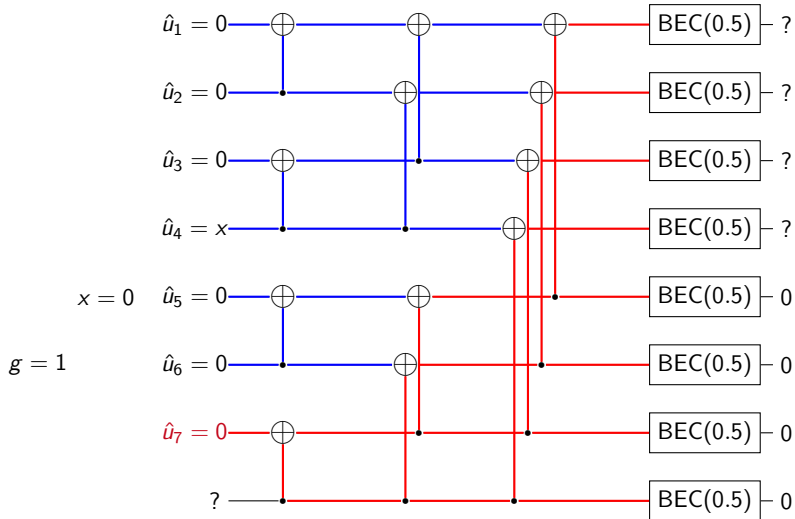 û₁ = 0 BEC(0.5) ?
û₂ = 0 BEC(0.5) ?
û₃ = 0 BEC(0.5) ?
û₄ = x BEC(0.5) ?
x = 0 û₅ = 0 BEC(0.5) 0
g = 1 û₆ = 0 BEC(0.5) 0
û₇ = 0 BEC(0.5) 0
? BEC(0.5) 0